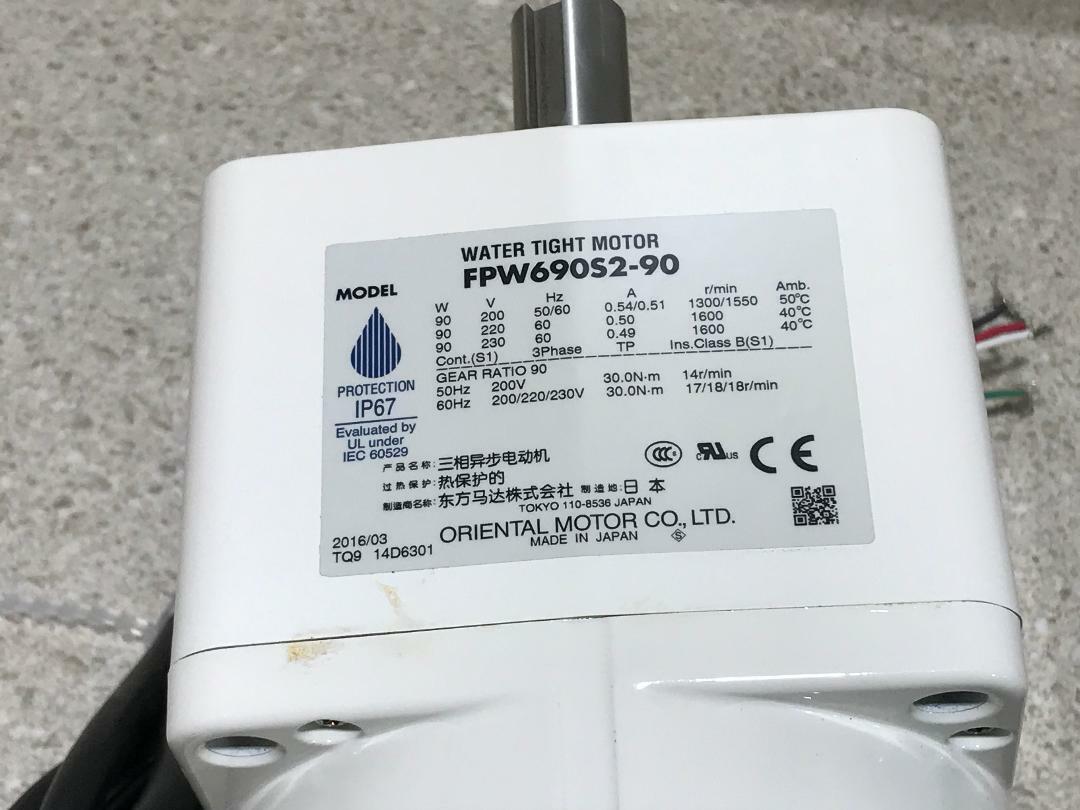 WATER TIGHT MOTOR
MODEL FPW690S2-90
W V Hz A r/min Amb.
90 200 50/60 0.54/0.51 1300/1550 50°C
90 220 60 0.50 1600 40°C
90 230 60 0.49 1600 40°C
Cont.(S1) 3Phase TP Ins.Class B(S1)
GEAR RATIO 90
50Hz 200V 30.0N·m 14r/min
60Hz 200/220/230V 30.0N·m 17/18/18r/min
PROTECTION
IP67
Evaluated by
UL under
IEC 60529
产品名称:三相异步电动机
过热保护:热保护的
制造商名称:东方马达株式会社 制造地:日本
TOKYO 110-8536 JAPAN
CCC
c RU US
CE
ORIENTAL MOTOR CO., LTD.
MADE IN JAPAN S
2016/03
TQ9 14D6301